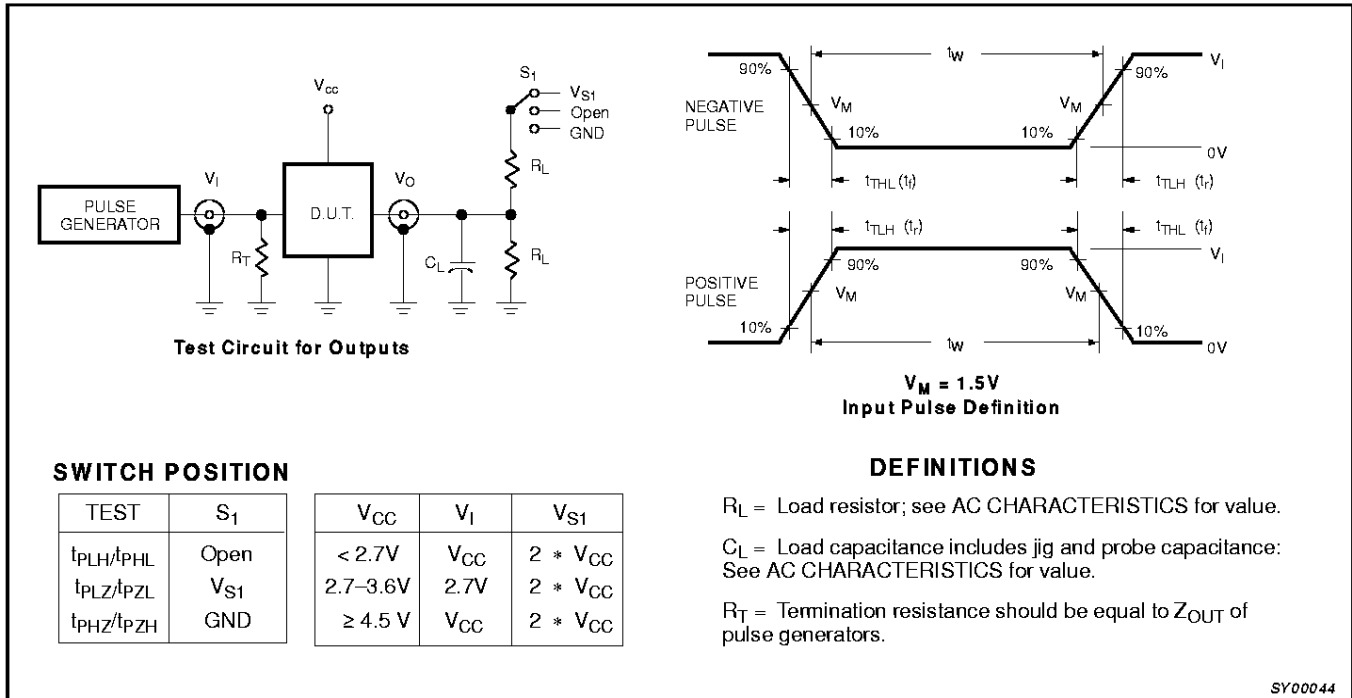 V_CC
S_1
V_S1
Open
GND
R_L
V_I
V_O
PULSE
GENERATOR
D.U.T.
R_T
C_L
R_L
Test Circuit for Outputs
t_W
V_I
90%
90%
NEGATIVE
PULSE
V_M
V_M
10%
10%
0V
t_THL (t_f)
t_TLH (t_r)
t_TLH (t_r)
t_THL (t_f)
V_I
90%
90%
POSITIVE
PULSE
V_M
V_M
10%
10%
t_W
0V
V_M = 1.5V
Input Pulse Definition
SWITCH POSITION
TEST S_1
t_PLH/t_PHL Open
t_PLZ/t_PZL V_S1
t_PHZ/t_PZH GND
V_CC V_I V_S1
< 2.7V V_CC 2 * V_CC
2.7–3.6V 2.7V 2 * V_CC
≥ 4.5 V V_CC 2 * V_CC
DEFINITIONS
R_L = Load resistor; see AC CHARACTERISTICS for value.
C_L = Load capacitance includes jig and probe capacitance:
See AC CHARACTERISTICS for value.
R_T = Termination resistance should be equal to Z_OUT of
pulse generators.
SY00044